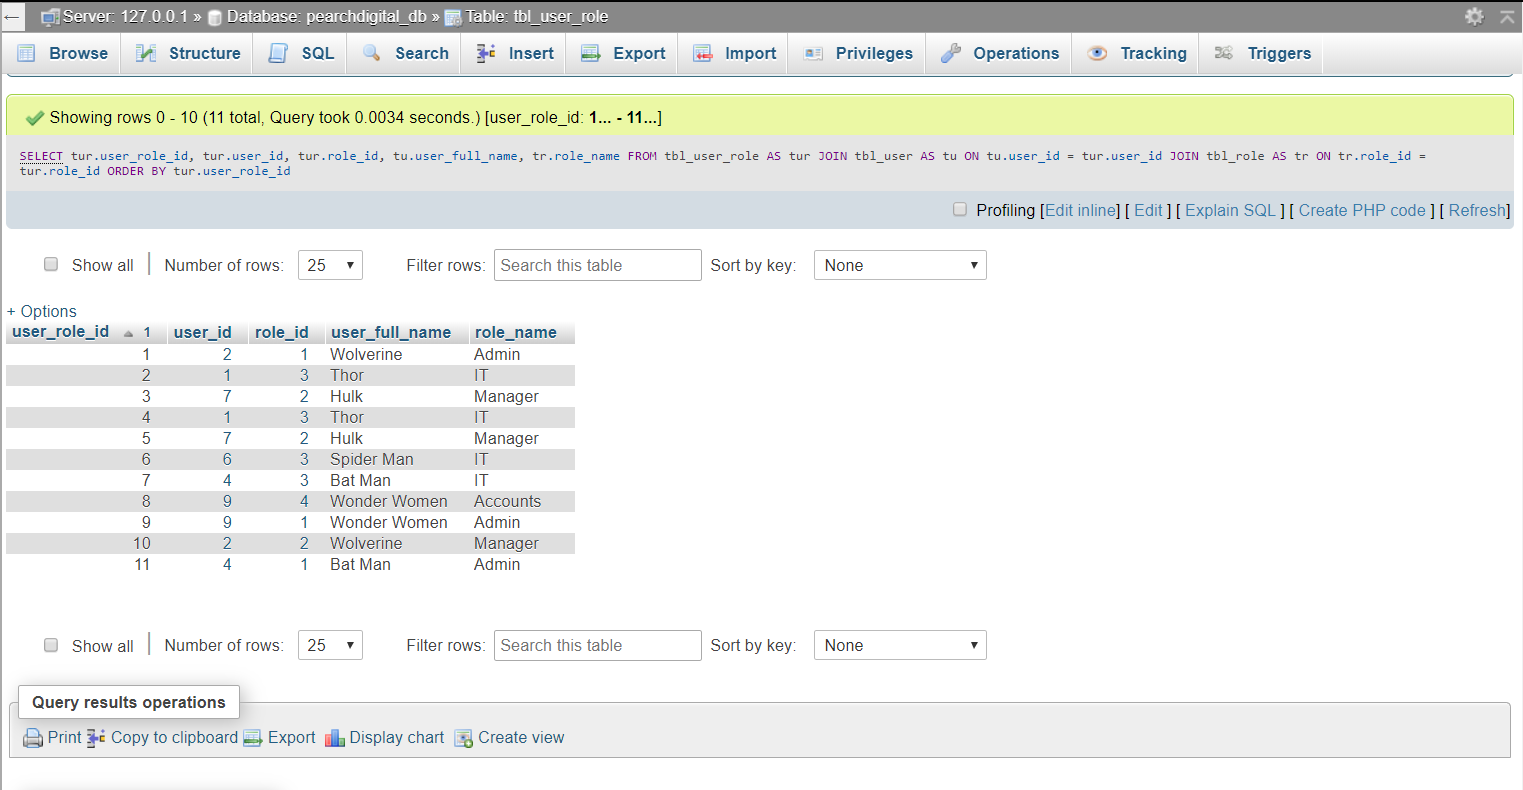 Server: 127.0.0.1 » Database: pearchdigital_db » Table: tbl_user_role
Browse Structure SQL Search Insert Export Import Privileges Operations Tracking Triggers
Showing rows 0 - 10 (11 total, Query took 0.0034 seconds.) [user_role_id: 1... - 11...]
SELECT tur.user_role_id, tur.user_id, tur.role_id, tu.user_full_name, tr.role_name FROM tbl_user_role AS tur JOIN tbl_user AS tu ON tu.user_id = tur.user_id JOIN tbl_role AS tr ON tr.role_id =
tur.role_id ORDER BY tur.user_role_id
Profiling [Edit inline] [ Edit ] [ Explain SQL ] [ Create PHP code ] [ Refresh]
Show all Number of rows: 25 Filter rows: Search this table Sort by key: None
+ Options
user_role_id 1 user_id role_id user_full_name role_name
1 2 1 Wolverine Admin
2 1 3 Thor IT
3 7 2 Hulk Manager
4 1 3 Thor IT
5 7 2 Hulk Manager
6 6 3 Spider Man IT
7 4 3 Bat Man IT
8 9 4 Wonder Women Accounts
9 9 1 Wonder Women Admin
10 2 2 Wolverine Manager
11 4 1 Bat Man Admin
Show all Number of rows: 25 Filter rows: Search this table Sort by key: None
Query results operations
Print Copy to clipboard Export Display chart Create view